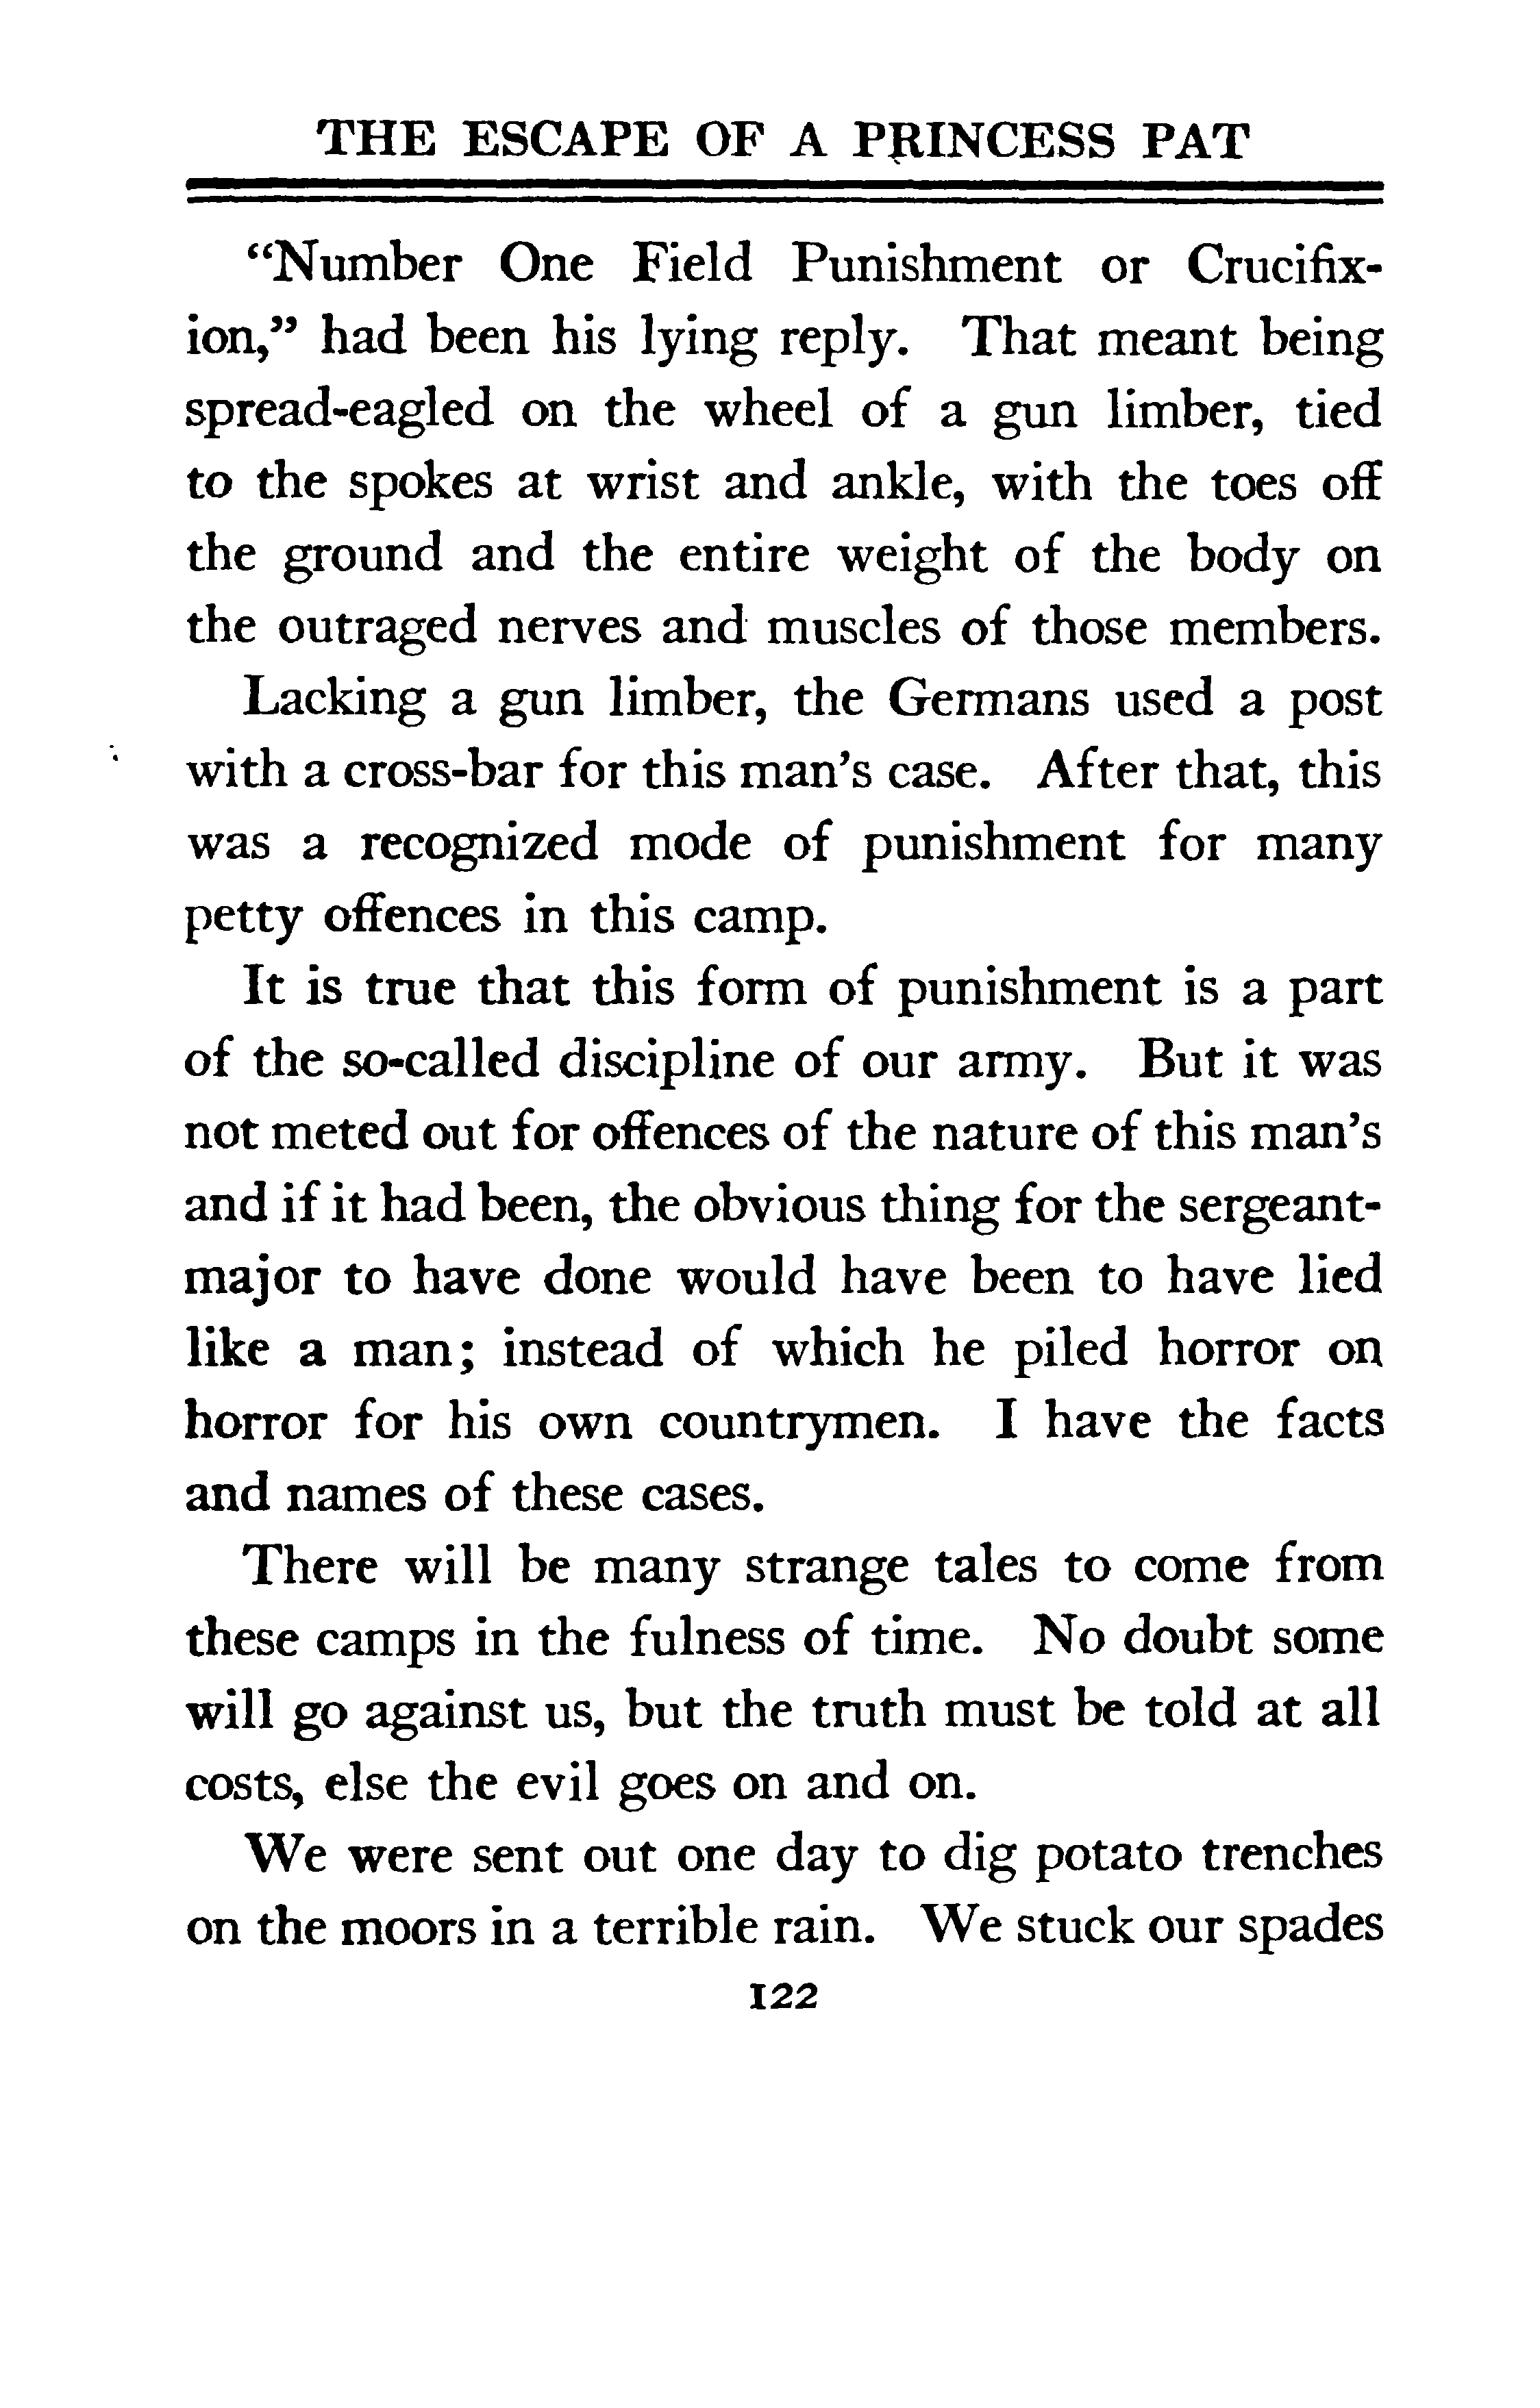 THE ESCAPE OF A PRINCESS PAT
“Number One Field Punishment or Crucifix-
ion,” had been his lying reply. That meant being
spread-eagled on the wheel of a gun limber, tied
to the spokes at wrist and ankle, with the toes off
the ground and the entire weight of the body on
the outraged nerves and muscles of those members.
Lacking a gun limber, the Germans used a post
with a cross-bar for this man’s case. After that, this
was a recognized mode of punishment for many
petty offences in this camp.
It is true that this form of punishment is a part
of the so-called discipline of our army. But it was
not meted out for offences of the nature of this man’s
and if it had been, the obvious thing for the sergeant-
major to have done would have been to have lied
like a man; instead of which he piled horror on
horror for his own countrymen. I have the facts
and names of these cases.
There will be many strange tales to come from
these camps in the fulness of time. No doubt some
will go against us, but the truth must be told at all
costs, else the evil goes on and on.
We were sent out one day to dig potato trenches
on the moors in a terrible rain. We stuck our spades
122